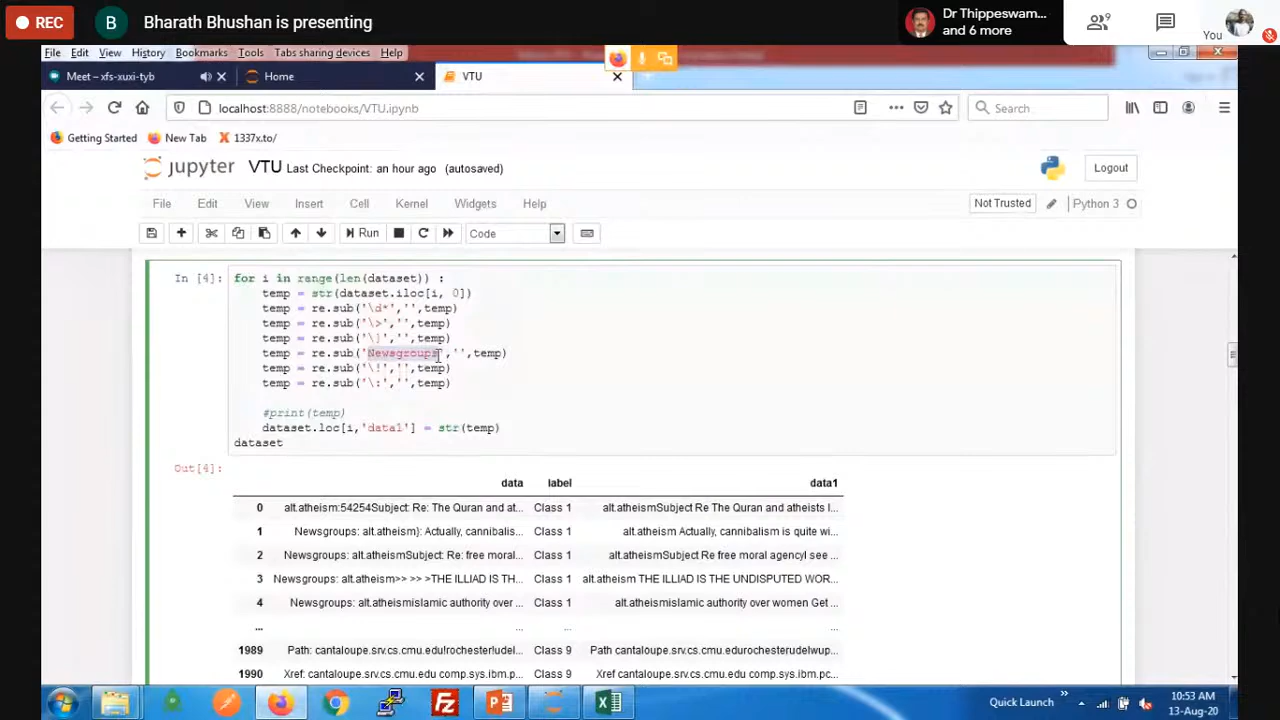 REC
B
Bharath Bhushan is presenting
Dr Thippeswam...
and 6 more
9
You
File Edit View History Bookmarks Tools Tabs sharing devices Help
Meet – xfs-xuxi-tyb
Home
VTU
localhost:8888/notebooks/VTU.ipynb
Search
Getting Started
New Tab
1337x.to/
jupyter VTU Last Checkpoint: an hour ago (autosaved)
Logout
File Edit View Insert Cell Kernel Widgets Help
Not Trusted
Python 3
Run
Code
In [4]:
for i in range(len(dataset)) :
temp = str(dataset.iloc[i, 0])
temp = re.sub('\d*','',temp)
temp = re.sub('\>','',temp)
temp = re.sub('\}','',temp)
temp = re.sub('Newsgroups','',temp)
temp = re.sub('\!','',temp)
temp = re.sub('\:','',temp)
#print(temp)
dataset.loc[i,'data1'] = str(temp)
dataset
Out[4]:
data label data1
0 alt.atheism:54254Subject: Re: The Quran and at... Class 1 alt.atheismSubject Re The Quran and atheists I...
1 Newsgroups: alt.atheism}: Actually, cannibalis... Class 1 alt.atheism Actually, cannibalism is quite wi...
2 Newsgroups: alt.atheismSubject: Re: free moral... Class 1 alt.atheismSubject Re free moral agencyI see ...
3 Newsgroups: alt.atheism>> >> >THE ILLIAD IS TH... Class 1 alt.atheism THE ILLIAD IS THE UNDISPUTED WOR...
4 Newsgroups: alt.atheismIslamic authority over ... Class 1 alt.atheismIslamic authority over women Get ...
... ... ... ...
1989 Path: cantaloupe.srv.cs.cmu.edu!rochester!udel... Class 9 Path cantaloupe.srv.cs.cmu.edurochesterudelwup...
1990 Xref: cantaloupe.srv.cs.cmu.edu comp.sys.ibm.p... Class 9 Xref cantaloupe.srv.cs.cmu.edu comp.sys.ibm.pc...
Quick Launch
10:53 AM
13-Aug-20